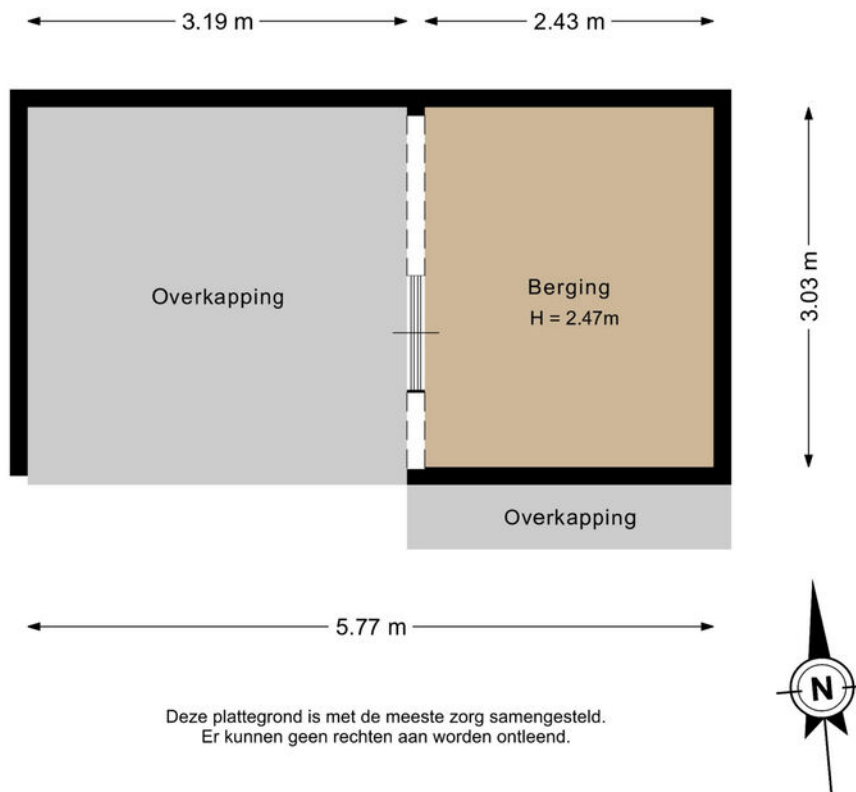 3.19 m
2.43 m
3.03 m
Overkapping
Berging
H = 2.47m
Overkapping
5.77 m
N
Deze plattegrond is met de meeste zorg samengesteld.
Er kunnen geen rechten aan worden ontleend.